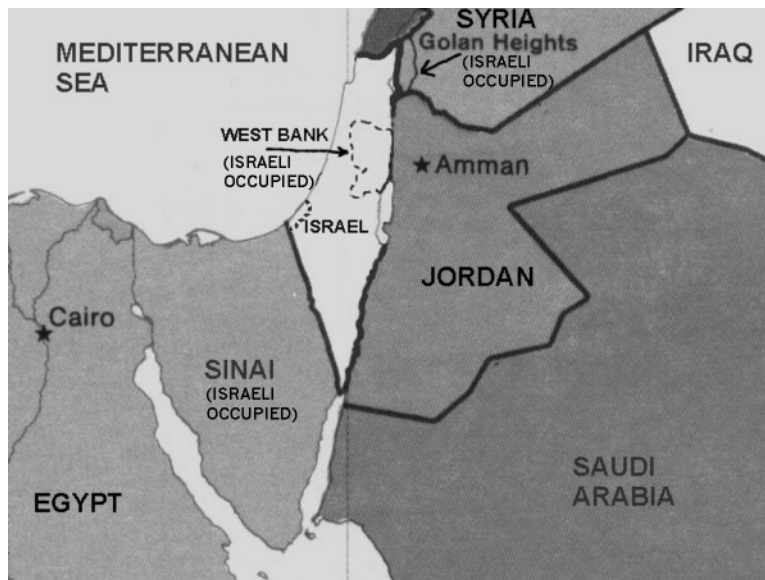 SYRIA
Golan Heights
(ISRAELI
OCCUPIED)
MEDITERRANEAN
SEA
IRAQ
WEST BANK
(ISRAELI
OCCUPIED)
Amman
ISRAEL
JORDAN
Cairo
SINAI
(ISRAELI
OCCUPIED)
SAUDI
ARABIA
EGYPT